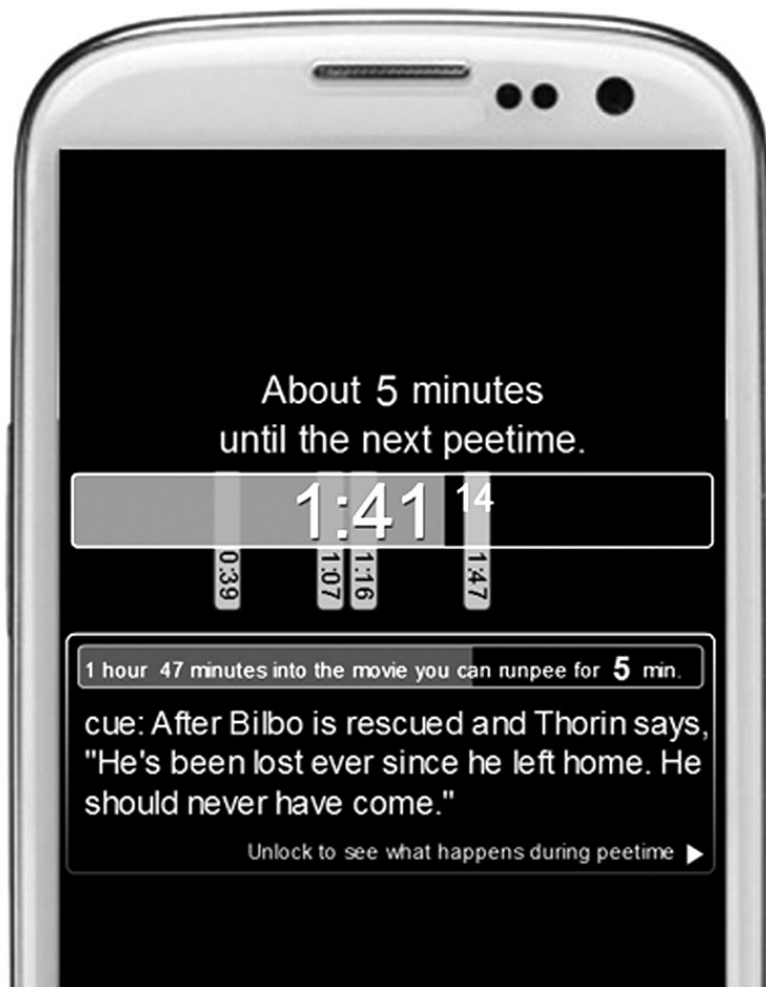 About 5 minutes
until the next peetime.
1:41 14
0:39
1:07
1:16
1:47
1 hour 47 minutes into the movie you can runpee for 5 min.
cue: After Bilbo is rescued and Thorin says,
"He's been lost ever since he left home. He
should never have come."
Unlock to see what happens during peetime